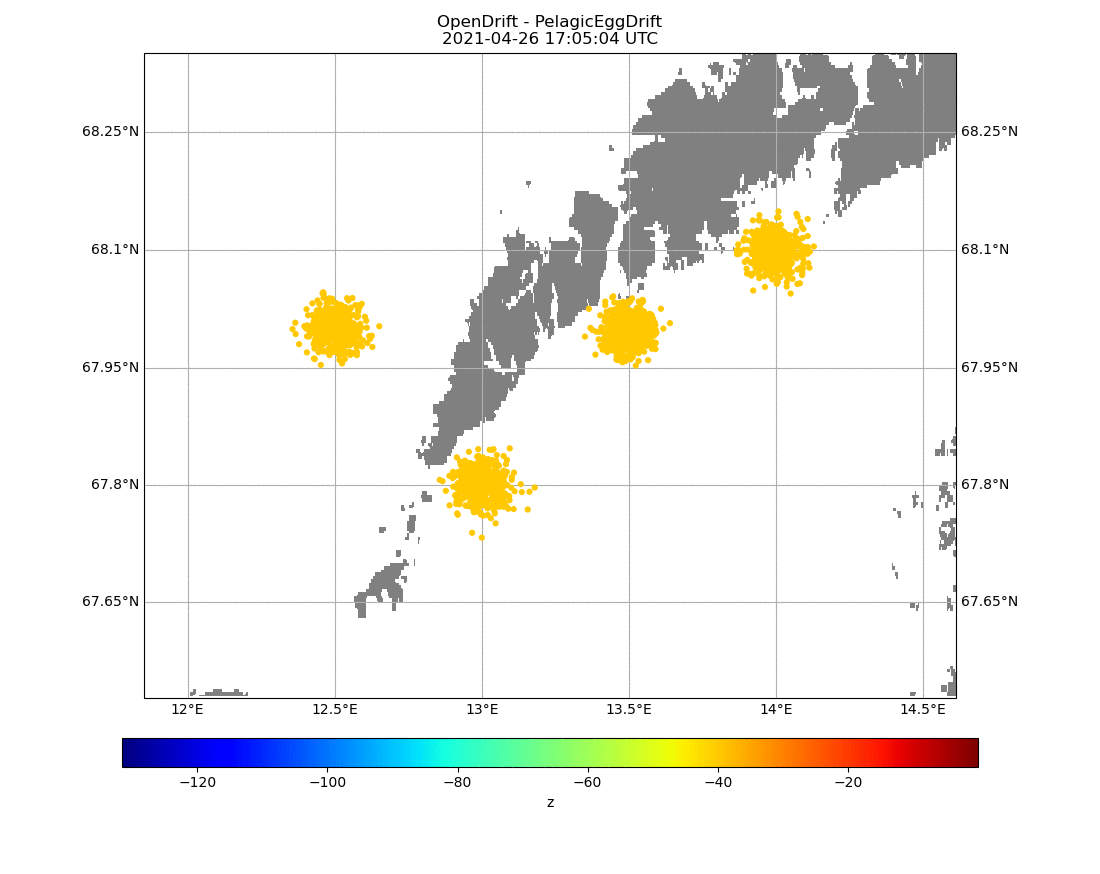 OpenDrift - PelagicEggDrift
2021-04-26 17:05:04 UTC
68.25°N 68.25°N
68.1°N 68.1°N
67.95°N 67.95°N
67.8°N 67.8°N
67.65°N 67.65°N
12°E 12.5°E 13°E 13.5°E 14°E 14.5°E
−120 −100 −80 −60 −40 −20
z